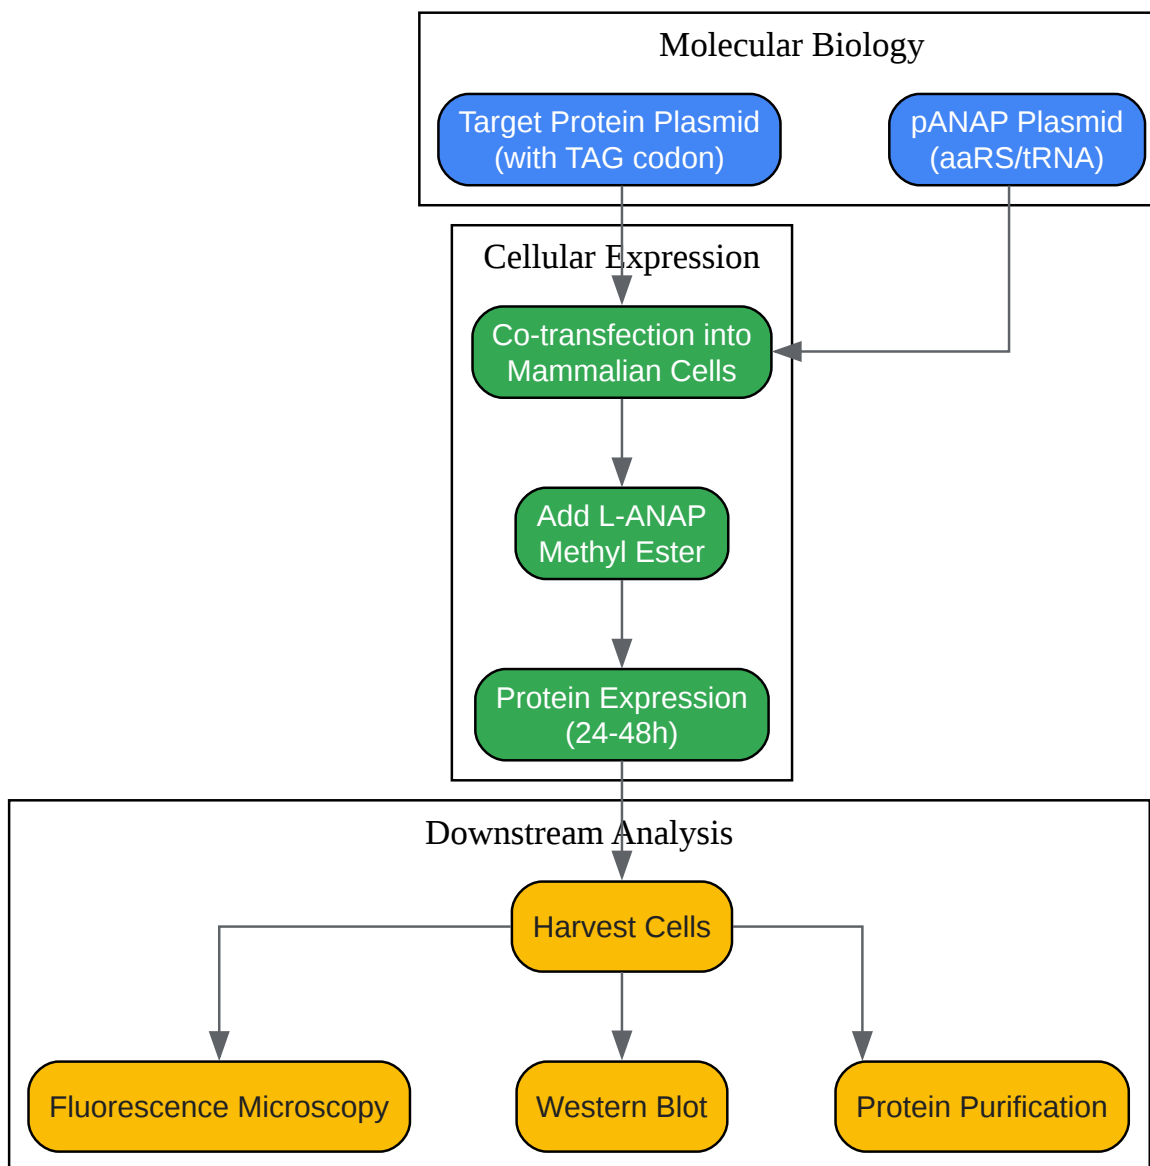 Molecular Biology
Target Protein Plasmid
(with TAG codon)
pANAP Plasmid
(aaRS/tRNA)
Cellular Expression
Co-transfection into
Mammalian Cells
Add L-ANAP
Methyl Ester
Protein Expression
(24-48h)
Downstream Analysis
Harvest Cells
Fluorescence Microscopy
Western Blot
Protein Purification